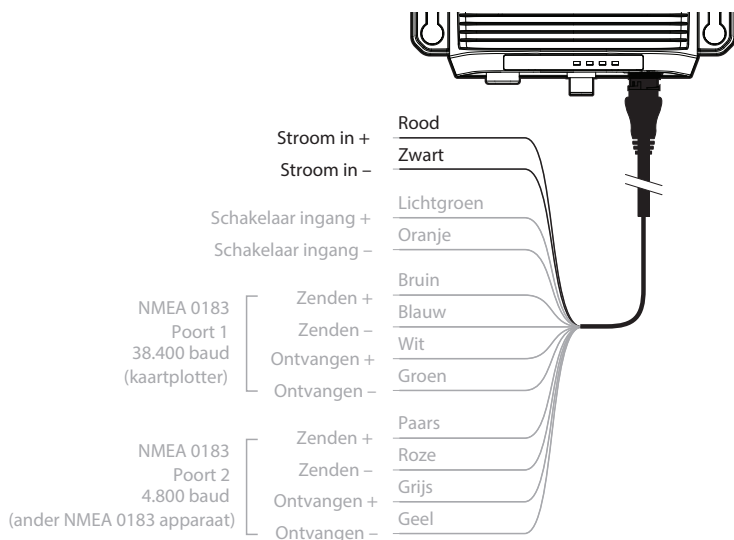 Stroom in + Rood
Stroom in – Zwart
Schakelaar ingang + Lichtgroen
Schakelaar ingang – Oranje
NMEA 0183
Poort 1
38.400 baud
(kaartplotter)
Zenden + Bruin
Zenden – Blauw
Ontvangen + Wit
Ontvangen – Groen
NMEA 0183
Poort 2
4.800 baud
(ander NMEA 0183 apparaat)
Zenden + Paars
Zenden – Roze
Ontvangen + Grijs
Ontvangen – Geel